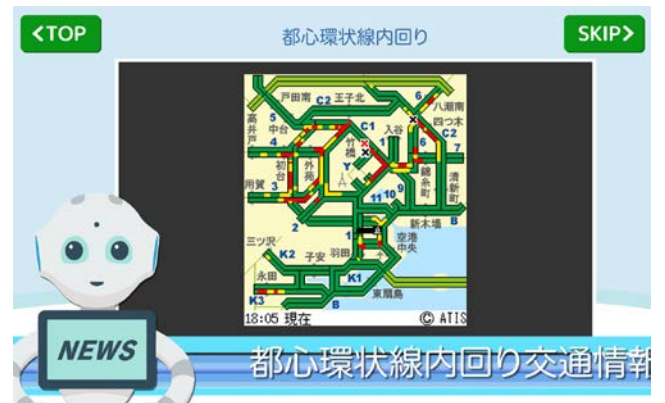 <TOP
都心環状線内回り
SKIP>
戸田南
C2
王子北
6
八潮南
高井戸
5
中台
4
C1
竹橋
入谷
1
四つ木
C2
6
7
初台
外苑
Y
錦糸町
清新町
用賀
3
11
10
9
2
新木場
B
1
空港中央
三ツ沢
K2
子安
羽田
永田
K1
東扇島
K3
B
18:05 現在
© ATIS
NEWS
都心環状線内回り交通情報